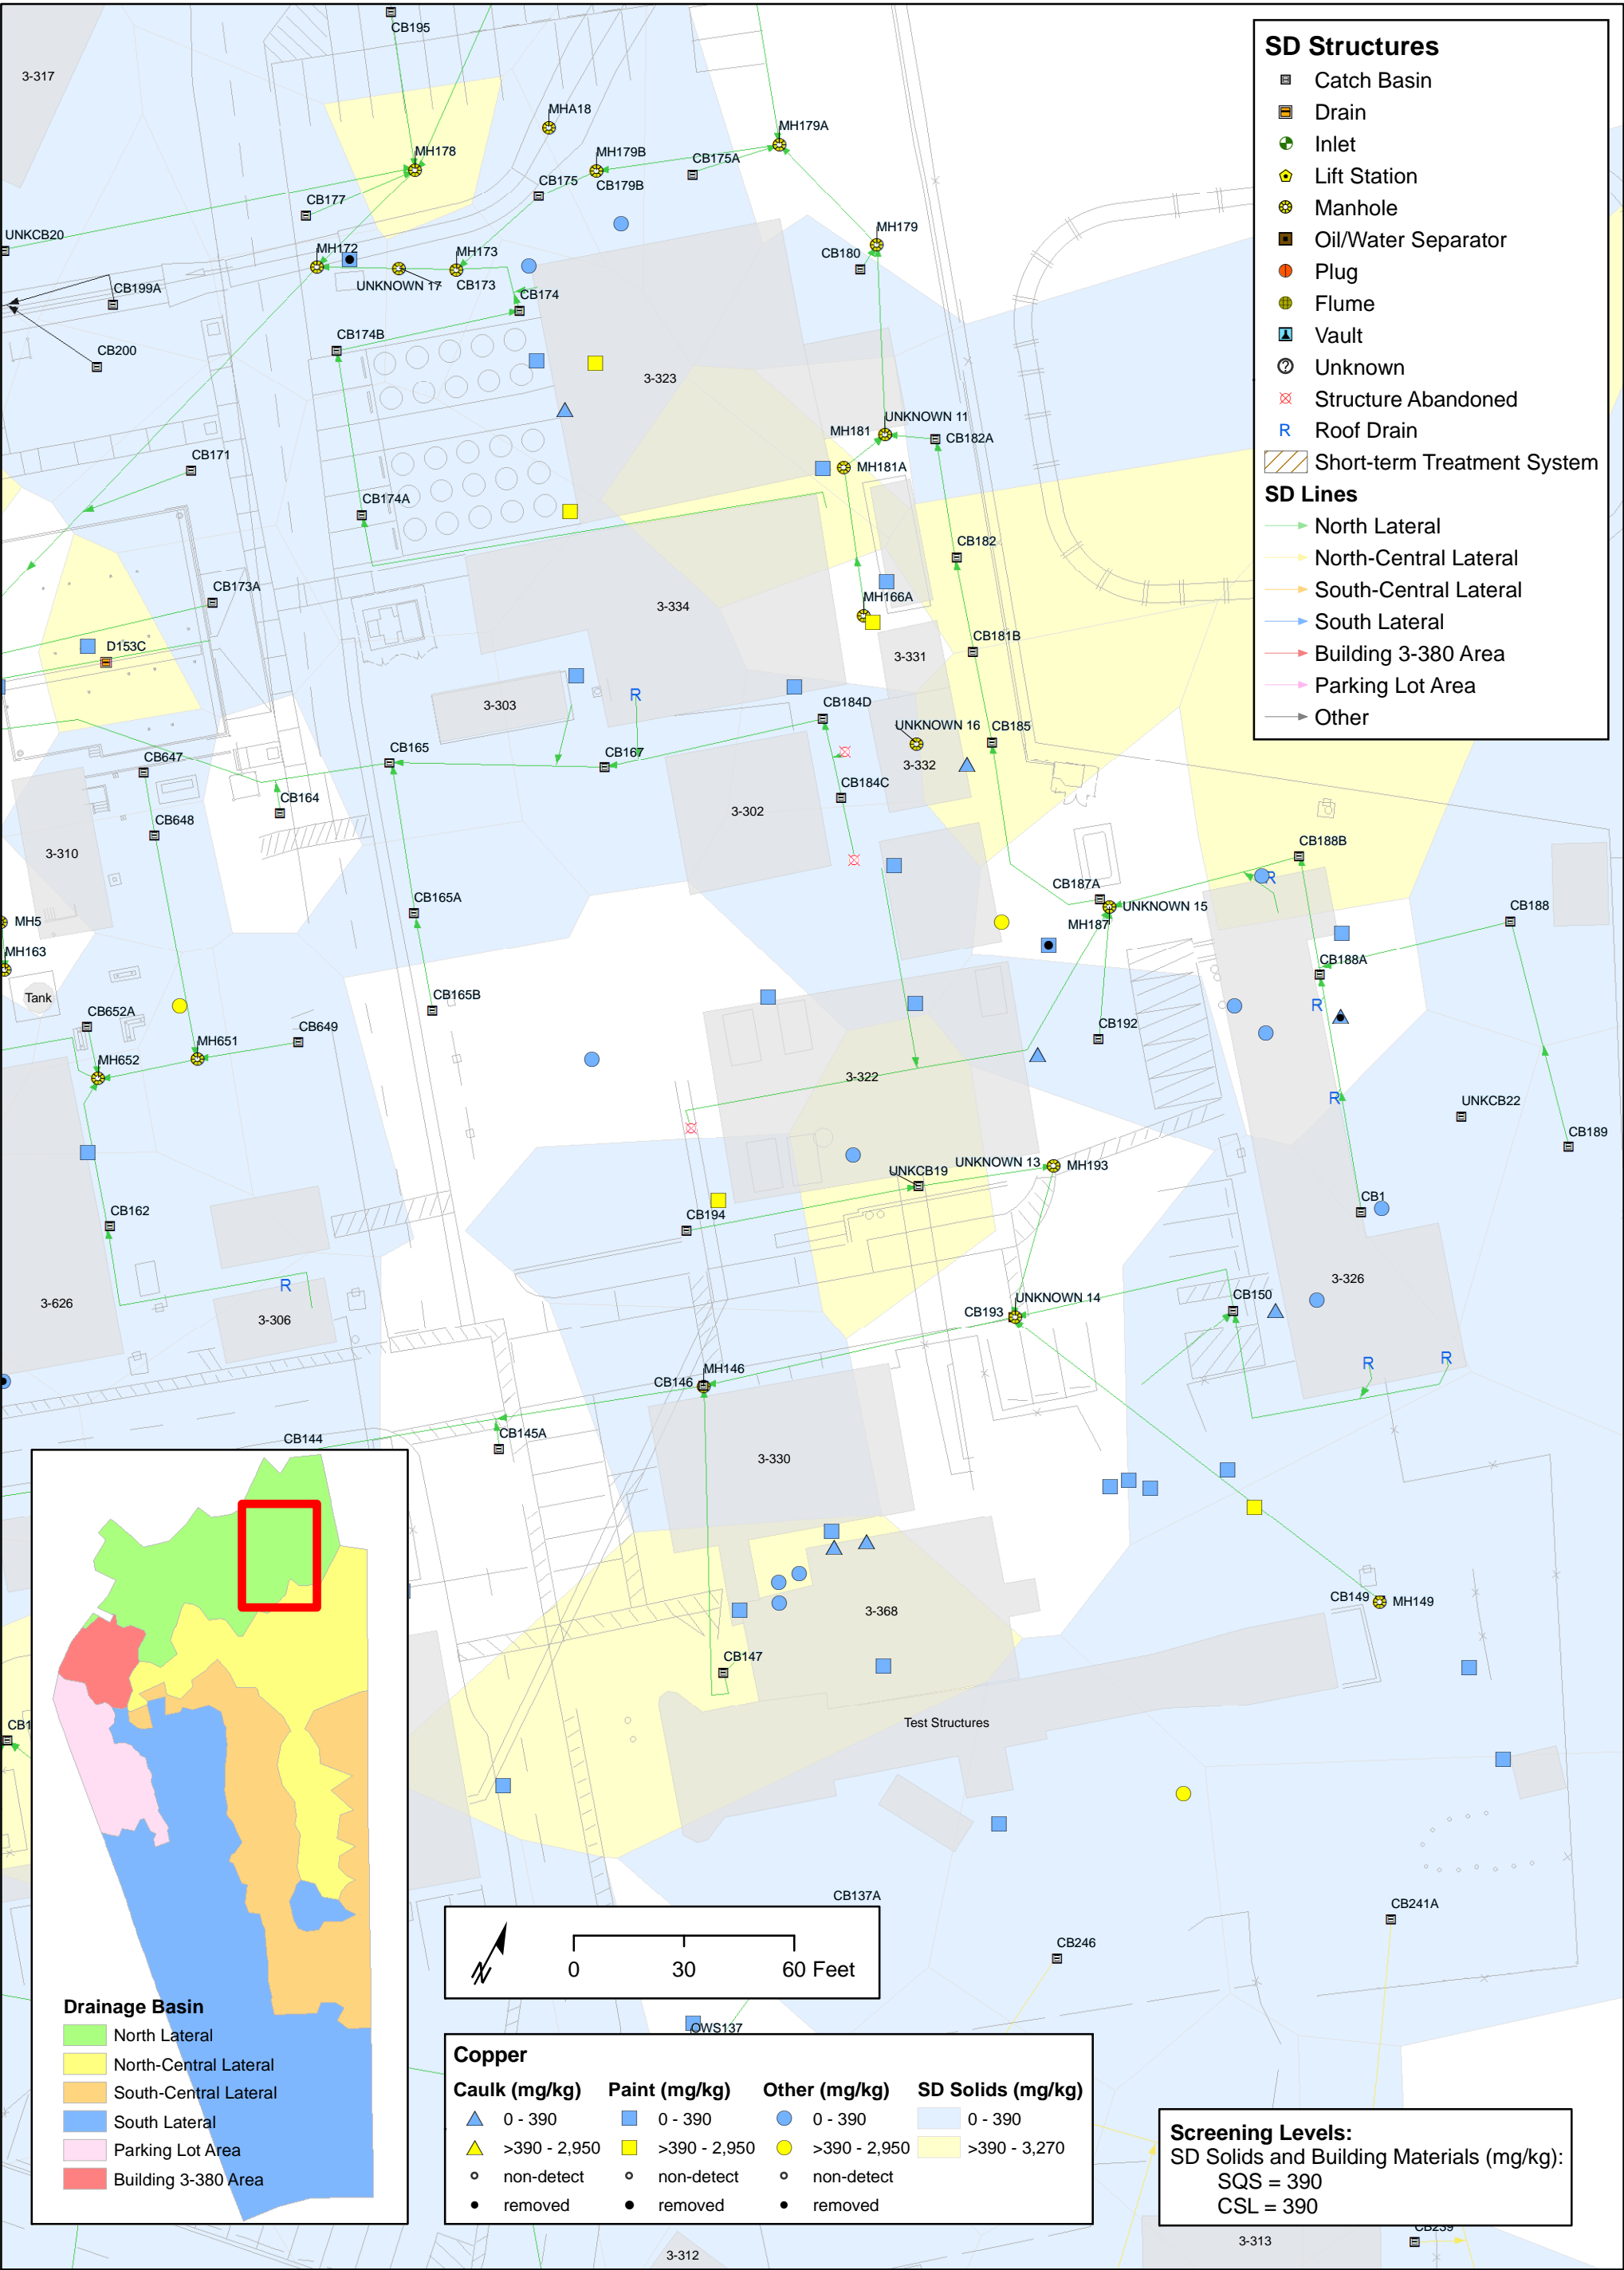 CB195
3-317
MHA18
MH179A
MH178
MH179B
CB175A
CB175
CB179B
CB177
UNKCB20
MH179
MH172
MH173
CB180
UNKNOWN 17
CB173
CB199A
CB174
CB200
CB174B
3-323
UNKNOWN 11
MH181
CB182A
CB171
MH181A
CB174A
CB182
CB173A
MH166A
3-334
D153C
CB181B
3-331
3-303
CB184D
UNKNOWN 16
CB185
R
CB165
CB167
CB647
3-332
CB164
CB184C
3-302
CB648
3-310
CB188B
R
CB187A
UNKNOWN 15
CB165A
CB188
MH5
MH187
MH163
CB188A
Tank
CB165B
R
CB652A
CB649
CB192
MH651
MH652
3-322
R
UNKCB22
CB189
UNKNOWN 13
MH193
UNKCB19
CB1
CB162
CB194
R
3-326
UNKNOWN 14
CB150
3-626
CB193
3-306
R
R
MH146
CB146
CB144
CB145A
3-330
CB149
MH149
3-368
CB147
Test Structures
CB1
CB137A
CB241A
CB246
OWS137
3-312
3-313
CB239
SD Structures
Catch Basin
Drain
Inlet
Lift Station
Manhole
Oil/Water Separator
Plug
Flume
Vault
? Unknown
Structure Abandoned
R Roof Drain
Short-term Treatment System
SD Lines
North Lateral
North-Central Lateral
South-Central Lateral
South Lateral
Building 3-380 Area
Parking Lot Area
Other
Drainage Basin
North Lateral
North-Central Lateral
South-Central Lateral
South Lateral
Parking Lot Area
Building 3-380 Area
N
0 30 60 Feet
Copper
Caulk (mg/kg) Paint (mg/kg) Other (mg/kg) SD Solids (mg/kg)
0 - 390 0 - 390 0 - 390 0 - 390
>390 - 2,950 >390 - 2,950 >390 - 2,950 >390 - 3,270
non-detect non-detect non-detect
removed removed removed
Screening Levels:
SD Solids and Building Materials (mg/kg):
SQS = 390
CSL = 390